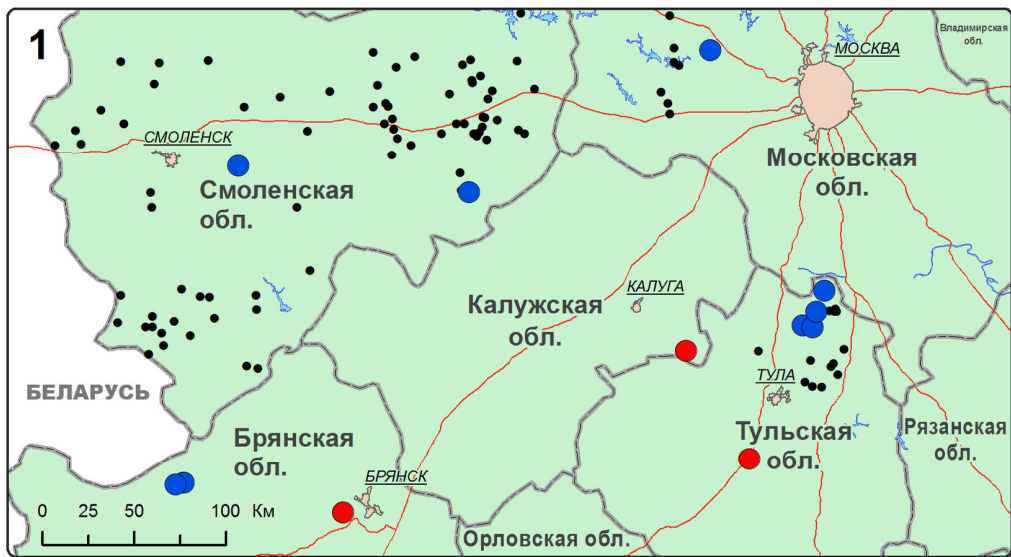 1
Владимирская
обл.
МОСКВА
СМОЛЕНСК
Московская
обл.
Смоленская
обл.
КАЛУГА
Калужская
обл.
БЕЛАРУСЬ
ТУЛА
Тульская
обл.
Рязанская
обл.
Брянская
обл.
БРЯНСК
0 25 50 100 Км
Орловская обл.